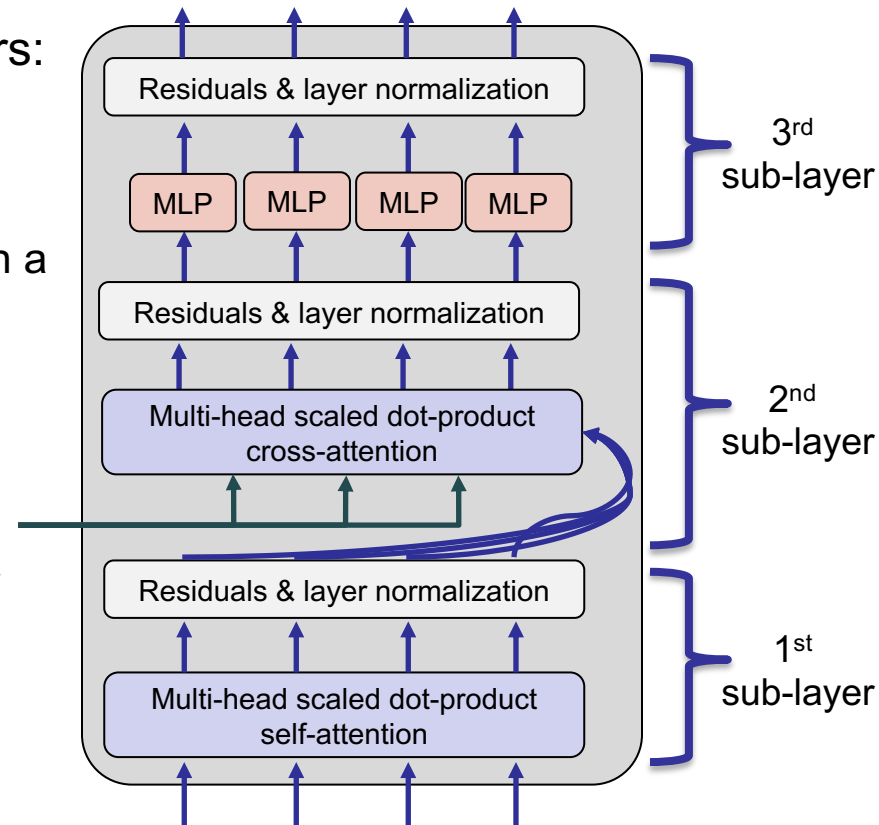 rs:
Residuals & layer normalization
3rd
sub-layer
MLP MLP MLP MLP
n a
Residuals & layer normalization
Multi-head scaled dot-product
cross-attention
2nd
sub-layer
Residuals & layer normalization
Multi-head scaled dot-product
self-attention
1st
sub-layer